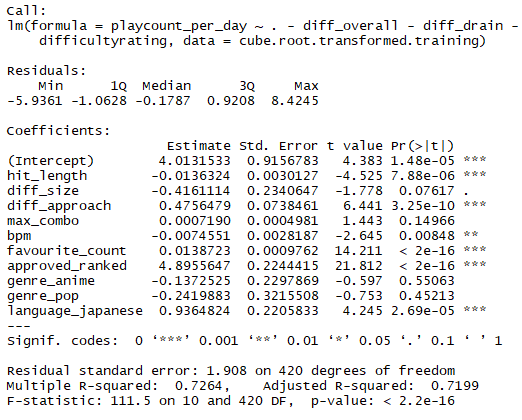 Call:
lm(formula = playcount_per_day ~ . - diff_overall - diff_drain -
    difficultyrating, data = cube.root.transformed.training)

Residuals:
    Min      1Q  Median      3Q     Max
-5.9361 -1.0628 -0.1787  0.9208  8.4245

Coefficients:
                    Estimate Std. Error t value Pr(>|t|)
(Intercept)        4.0131533  0.9156783   4.383 1.48e-05 ***
hit_length        -0.0136324  0.0030127  -4.525 7.88e-06 ***
diff_size         -0.4161114  0.2340647  -1.778  0.07617 .
diff_approach      0.4756479  0.0738461   6.441 3.25e-10 ***
max_combo          0.0007190  0.0004981   1.443  0.14966
bpm               -0.0074551  0.0028187  -2.645  0.00848 **
favourite_count    0.0138723  0.0009762  14.211  < 2e-16 ***
approved_ranked    4.8955647  0.2244415  21.812  < 2e-16 ***
genre_anime       -0.1372525  0.2297869  -0.597  0.55063
genre_pop         -0.2419883  0.3215508  -0.753  0.45213
language_japanese  0.9364824  0.2205833   4.245 2.69e-05 ***
---
Signif. codes:  0 ‘***’ 0.001 ‘**’ 0.01 ‘*’ 0.05 ‘.’ 0.1 ‘ ’ 1

Residual standard error: 1.908 on 420 degrees of freedom
Multiple R-squared:  0.7264,    Adjusted R-squared:  0.7199
F-statistic: 111.5 on 10 and 420 DF,  p-value: < 2.2e-16